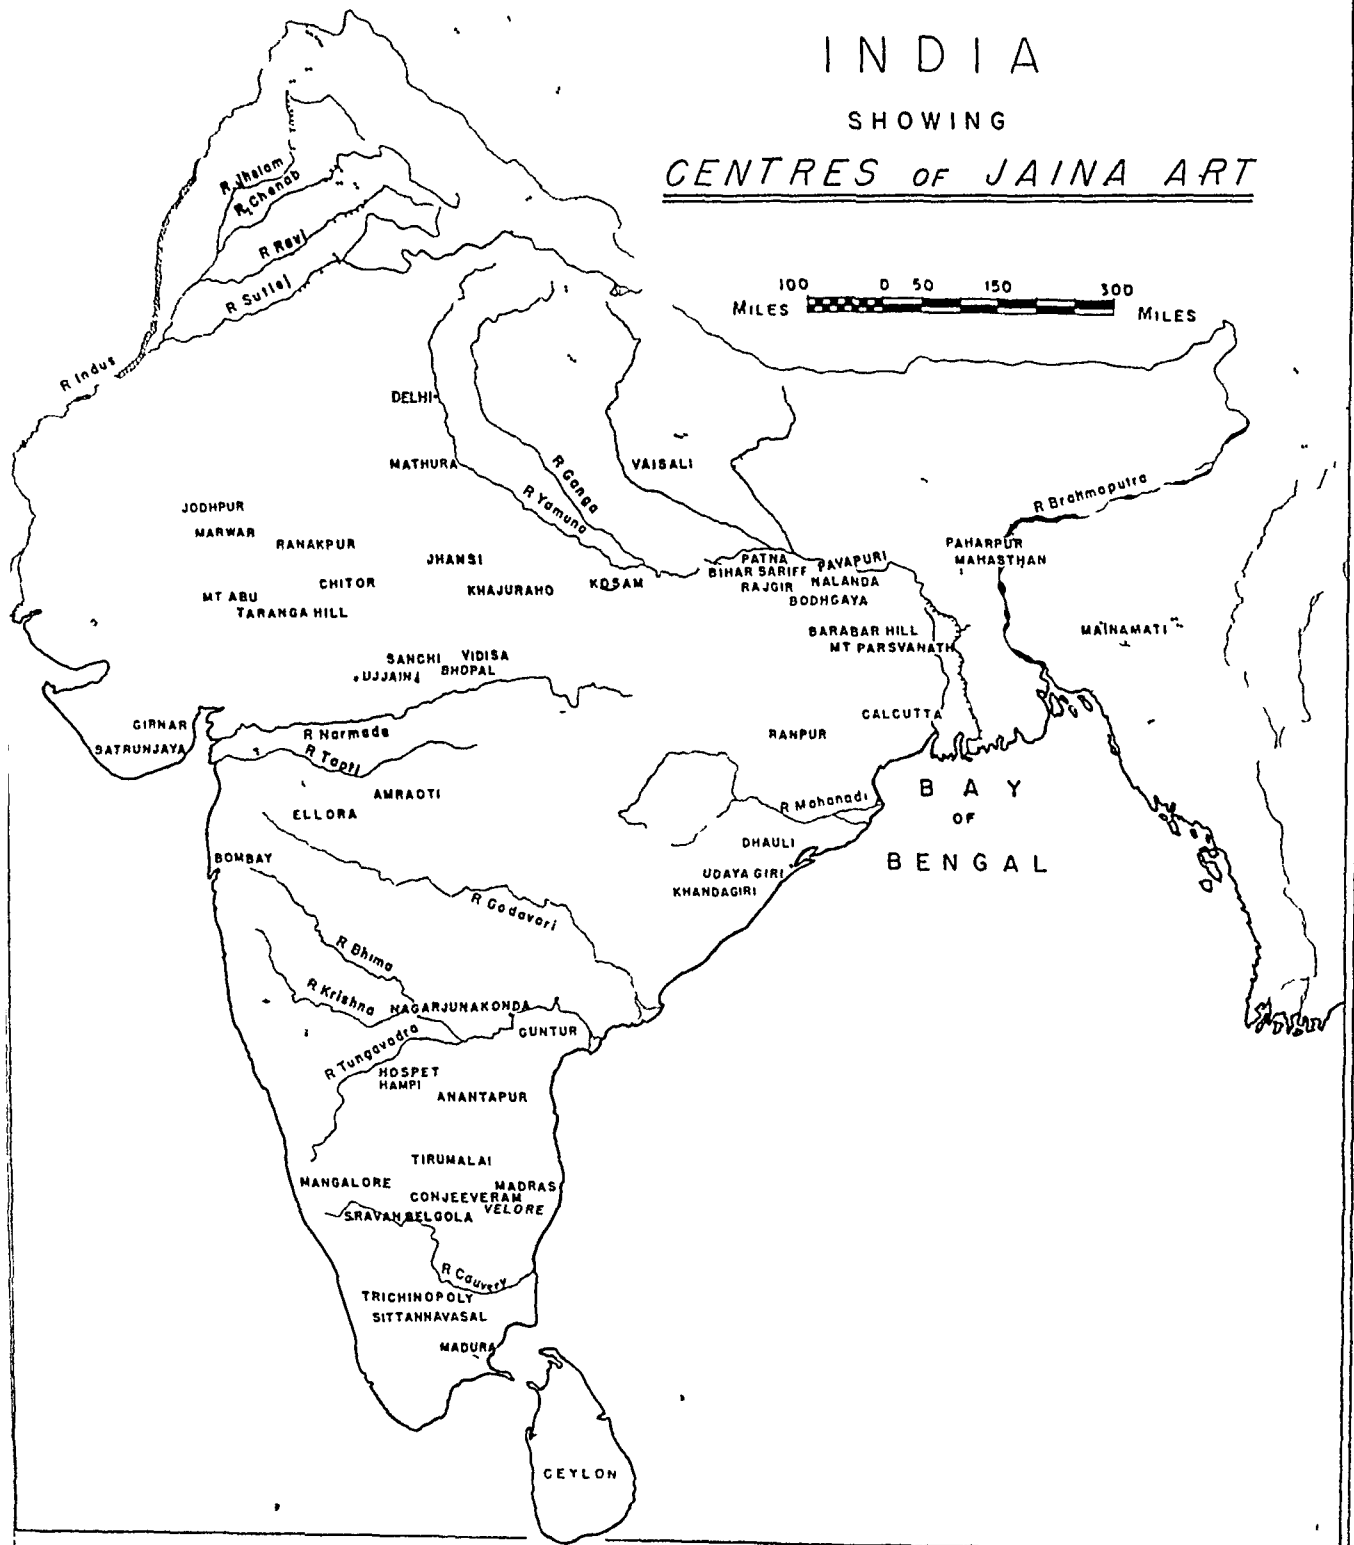 INDIA
SHOWING
CENTRES OF JAINA ART
100 0 50 150 300
MILES MILES
R Jhelam
R. Chenab
R Ravi
R Sutlej
R Indus
DELHI
MATHURA
R Ganga
R Yamuna
VAISALI
R Brahmaputra
JODHPUR
MARWAR
RANAKPUR
JHANSI
CHITOR
KHAJURAHO
KOSAM
MT ABU
TARANGA HILL
PATNA
BIHAR SARIFF
RAJGIR
PAVAPURI
NALANDA
BODHGAYA
PAHARPUR
MAHASTHAN
BARABAR HILL
MT PARSVANATH
MAINAMATI
SANCHI
VIDISA
UJJAIN
BHOPAL
GIRNAR
SATRUNJAYA
R Narmada
R Tapti
CALCUTTA
RANPUR
AMRAOTI
ELLORA
R Mahanadi
BAY
OF
BENGAL
DHAULI
UDAYA GIRI
KHANDAGIRI
BOMBAY
R Godavari
R Bhima
R Krishna
NAGARJUNAKONDA
GUNTUR
R Tungavadra
HOSPET
HAMPI
ANANTAPUR
TIRUMALAI
MANGALORE
MADRAS
CONJEEVERAM
VELORE
SRAVANBELGOLA
R Cauvery
TRICHINOPOLY
SITTANNAVASAL
MADURA
CEYLON